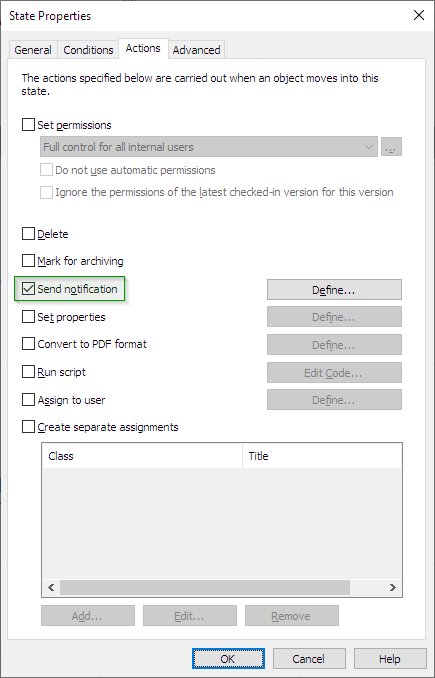 State Properties
General Conditions Actions Advanced
The actions specified below are carried out when an object moves into this
state.
Set permissions
Full control for all internal users ...
Do not use automatic permissions
Ignore the permissions of the latest checked-in version for this version
Delete
Mark for archiving
Send notification Define...
Set properties Define...
Convert to PDF format Define...
Run script Edit Code...
Assign to user Define...
Create separate assignments
Class Title
Add... Edit... Remove
OK Cancel Help